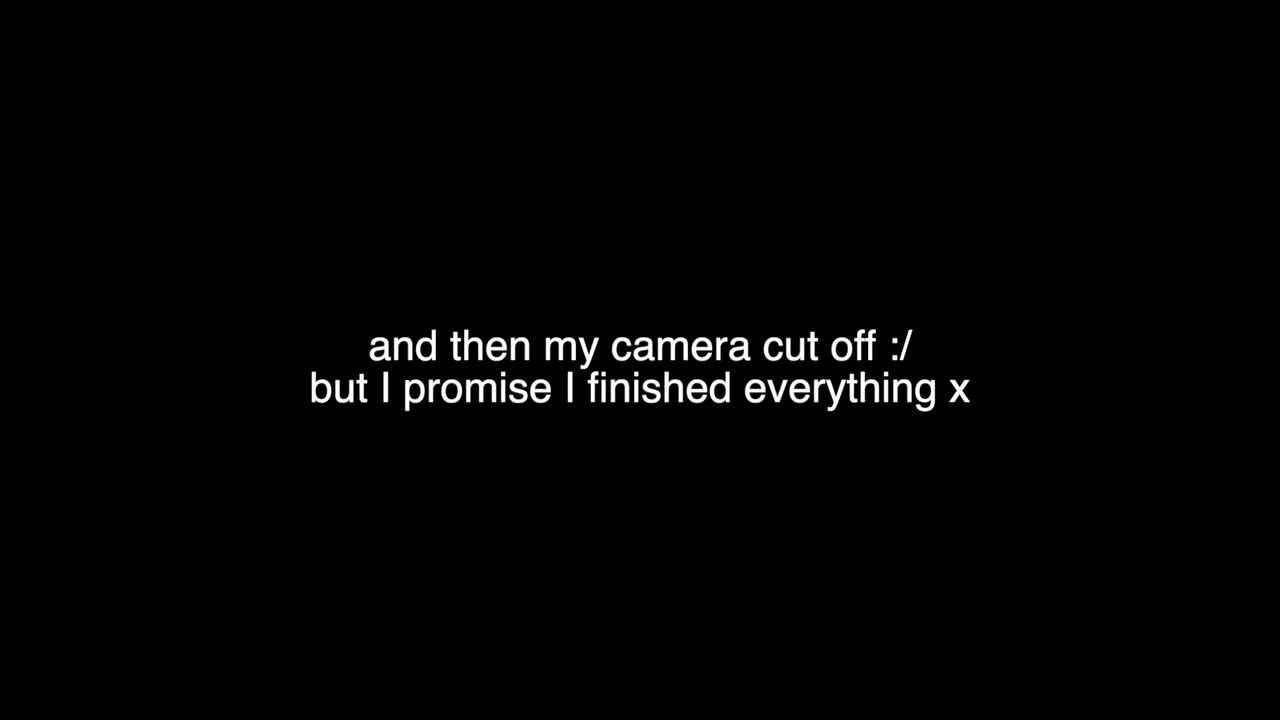 and then my camera cut off :/
but I promise I finished everything x